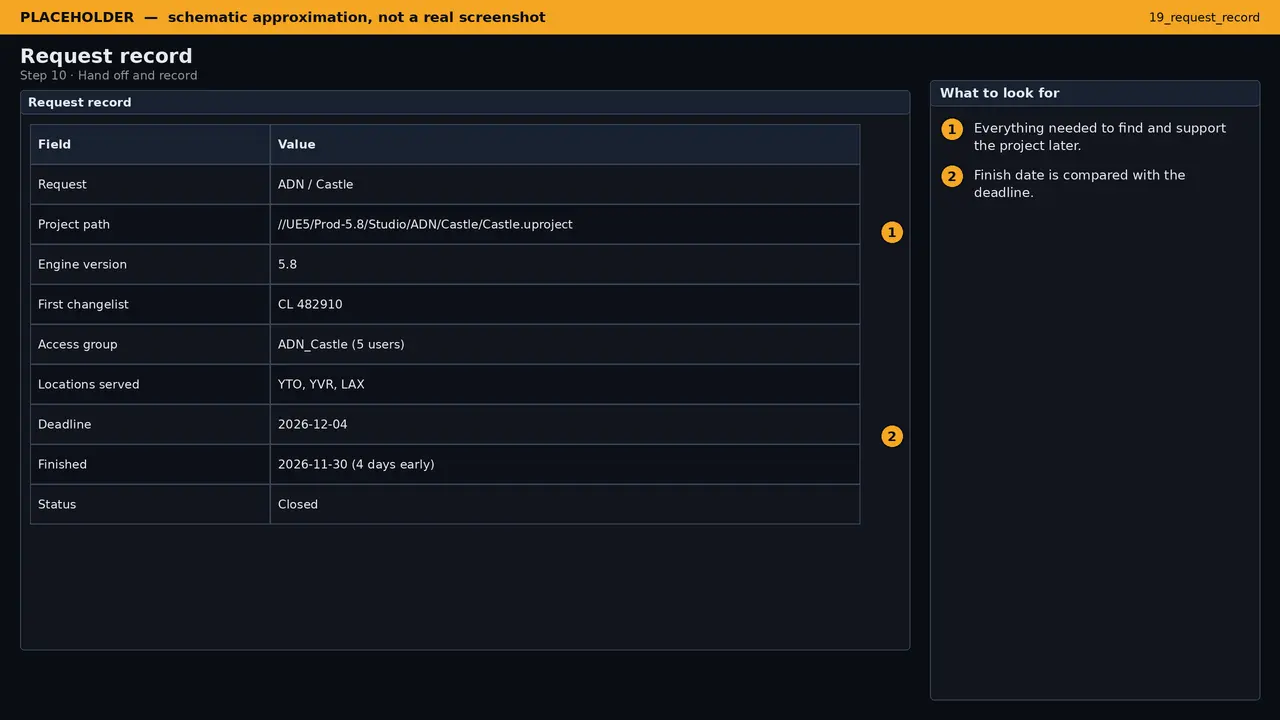 PLACEHOLDER — schematic approximation, not a real screenshot
19_request_record
Request record
Step 10 · Hand off and record
Request record
Field Value
Request ADN / Castle
Project path //UE5/Prod-5.8/Studio/ADN/Castle/Castle.uproject
1
Engine version 5.8
First changelist CL 482910
Access group ADN_Castle (5 users)
Locations served YTO, YVR, LAX
Deadline 2026-12-04
2
Finished 2026-11-30 (4 days early)
Status Closed
What to look for
1 Everything needed to find and support
the project later.
2 Finish date is compared with the
deadline.